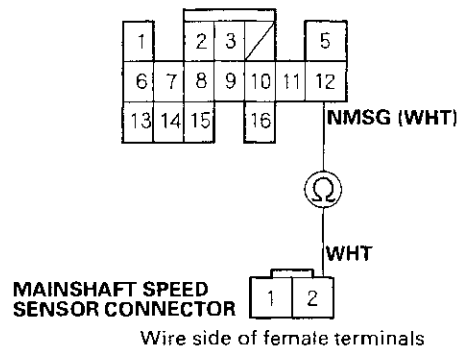 1 2 3 5
6 7 8 9 10 11 12
13 14 15 16
NMSG (WHT)
Ω
WHT
MAINSHAFT SPEED
SENSOR CONNECTOR
1 2
Wire side of female terminals